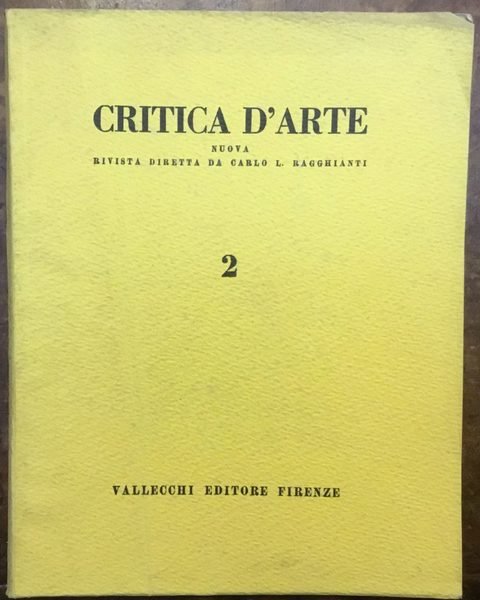 CRITICA D'ARTE
NUOVA
RIVISTA DIRETTA DA CARLO L. RAGGHIANTI
2
VALLECCHI EDITORE FIRENZE